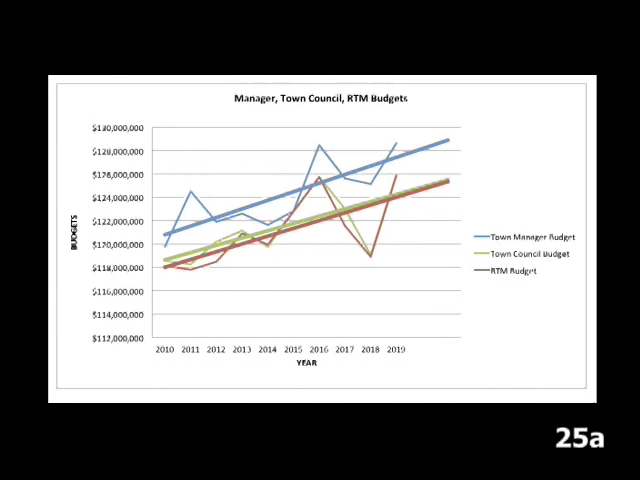 Manager, Town Council, RTM Budgets
$130,000,000
$128,000,000
$126,000,000
$124,000,000
$122,000,000
$120,000,000
$118,000,000
$116,000,000
$114,000,000
$112,000,000
BUDGETS
2010 2011 2012 2013 2014 2015 2016 2017 2018 2019
YEAR
Town Manager Budget
Town Council Budget
RTM Budget
25a